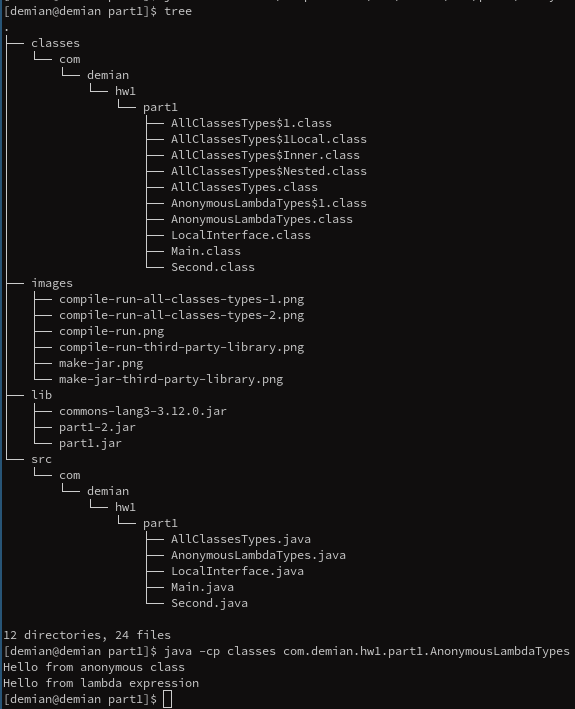 [demian@demian part1]$ tree
.
├── classes
│   └── com
│       └── demian
│           └── hw1
│               └── part1
│                   ├── AllClassesTypes$1.class
│                   ├── AllClassesTypes$1Local.class
│                   ├── AllClassesTypes$Inner.class
│                   ├── AllClassesTypes$Nested.class
│                   ├── AllClassesTypes.class
│                   ├── AnonymousLambdaTypes$1.class
│                   ├── AnonymousLambdaTypes.class
│                   ├── LocalInterface.class
│                   ├── Main.class
│                   └── Second.class
├── images
│   ├── compile-run-all-classes-types-1.png
│   ├── compile-run-all-classes-types-2.png
│   ├── compile-run.png
│   ├── compile-run-third-party-library.png
│   ├── make-jar.png
│   └── make-jar-third-party-library.png
├── lib
│   ├── commons-lang3-3.12.0.jar
│   ├── part1-2.jar
│   └── part1.jar
└── src
    └── com
        └── demian
            └── hw1
                └── part1
                    ├── AllClassesTypes.java
                    ├── AnonymousLambdaTypes.java
                    ├── LocalInterface.java
                    ├── Main.java
                    └── Second.java
12 directories, 24 files
[demian@demian part1]$ java -cp classes com.demian.hw1.part1.AnonymousLambdaTypes
Hello from anonymous class
Hello from lambda expression
[demian@demian part1]$